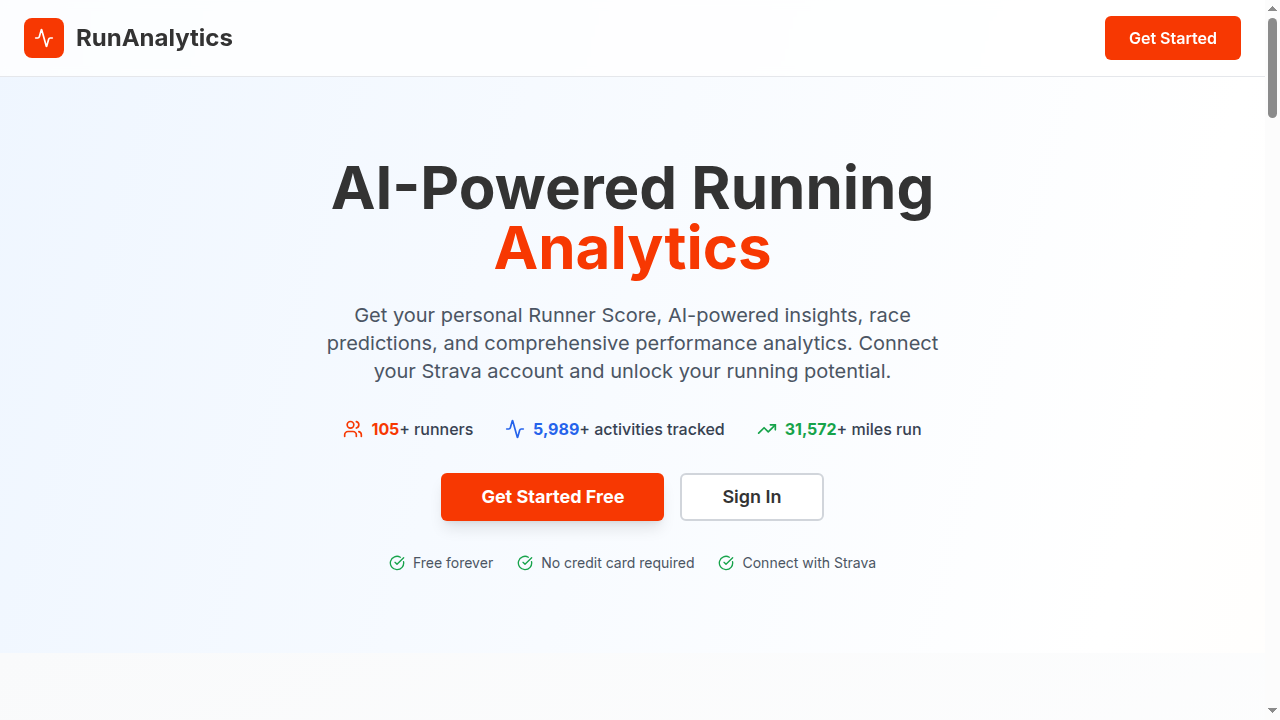 RunAnalytics
Get Started
AI-Powered Running
Analytics
Get your personal Runner Score, AI-powered insights, race
predictions, and comprehensive performance analytics. Connect
your Strava account and unlock your running potential.
105+ runners
5,989+ activities tracked
31,572+ miles run
Get Started Free
Sign In
Free forever
No credit card required
Connect with Strava